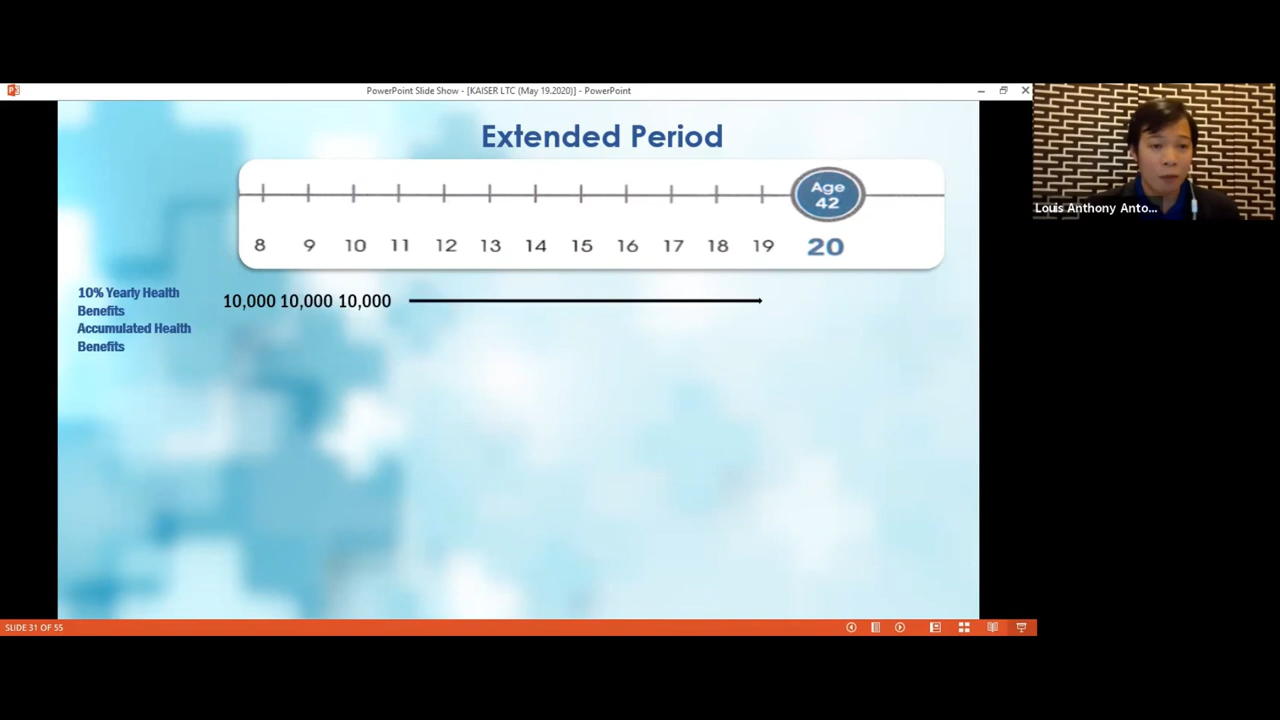 PowerPoint Slide Show - [KAISER LTC (May 19.2020)] - PowerPoint
Extended Period
Age
42
8 9 10 11 12 13 14 15 16 17 18 19 20
10% Yearly Health
Benefits
Accumulated Health
Benefits
10,000 10,000 10,000
Louis Anthony Anto...
SLIDE 31 OF 55